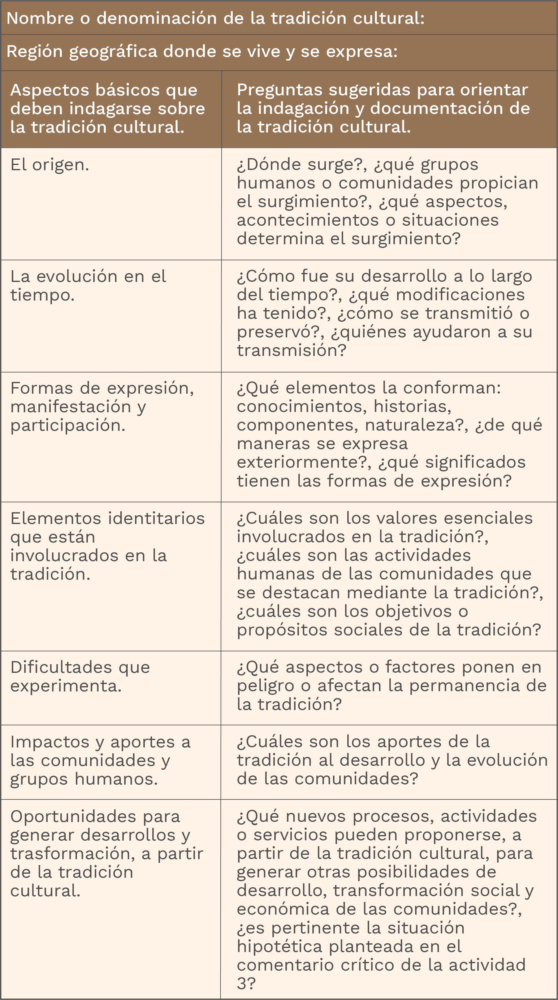 Nombre o denominación de la tradición cultural:
Región geográfica donde se vive y se expresa:
Aspectos básicos que
deben indagarse sobre
la tradición cultural.
Preguntas sugeridas para orientar
la indagación y documentación de
la tradición cultural.
El origen.
¿Dónde surge?, ¿qué grupos
humanos o comunidades propician
el surgimiento?, ¿qué aspectos,
acontecimientos o situaciones
determina el surgimiento?
La evolución en el
tiempo.
¿Cómo fue su desarrollo a lo largo
del tiempo?, ¿qué modificaciones
ha tenido?, ¿cómo se transmitió o
preservó?, ¿quiénes ayudaron a su
transmisión?
Formas de expresión,
manifestación y
participación.
¿Qué elementos la conforman:
conocimientos, historias,
componentes, naturaleza?, ¿de qué
maneras se expresa
exteriormente?, ¿qué significados
tienen las formas de expresión?
Elementos identitarios
que están
involucrados en la
tradición.
¿Cuáles son los valores esenciales
involucrados en la tradición?,
¿cuáles son las actividades
humanas de las comunidades que
se destacan mediante la tradición?,
¿cuáles son los objetivos o
propósitos sociales de la tradición?
Dificultades que
experimenta.
¿Qué aspectos o factores ponen en
peligro o afectan la permanencia de
la tradición?
Impactos y aportes a
las comunidades y
grupos humanos.
¿Cuáles son los aportes de la
tradición al desarrollo y la evolución
de las comunidades?
Oportunidades para
generar desarrollos y
trasformación, a partir
de la tradición
cultural.
¿Qué nuevos procesos, actividades
o servicios pueden proponerse, a
partir de la tradición cultural, para
generar otras posibilidades de
desarrollo, transformación social y
económica de las comunidades?,
¿es pertinente la situación
hipotética planteada en el
comentario crítico de la actividad
3?